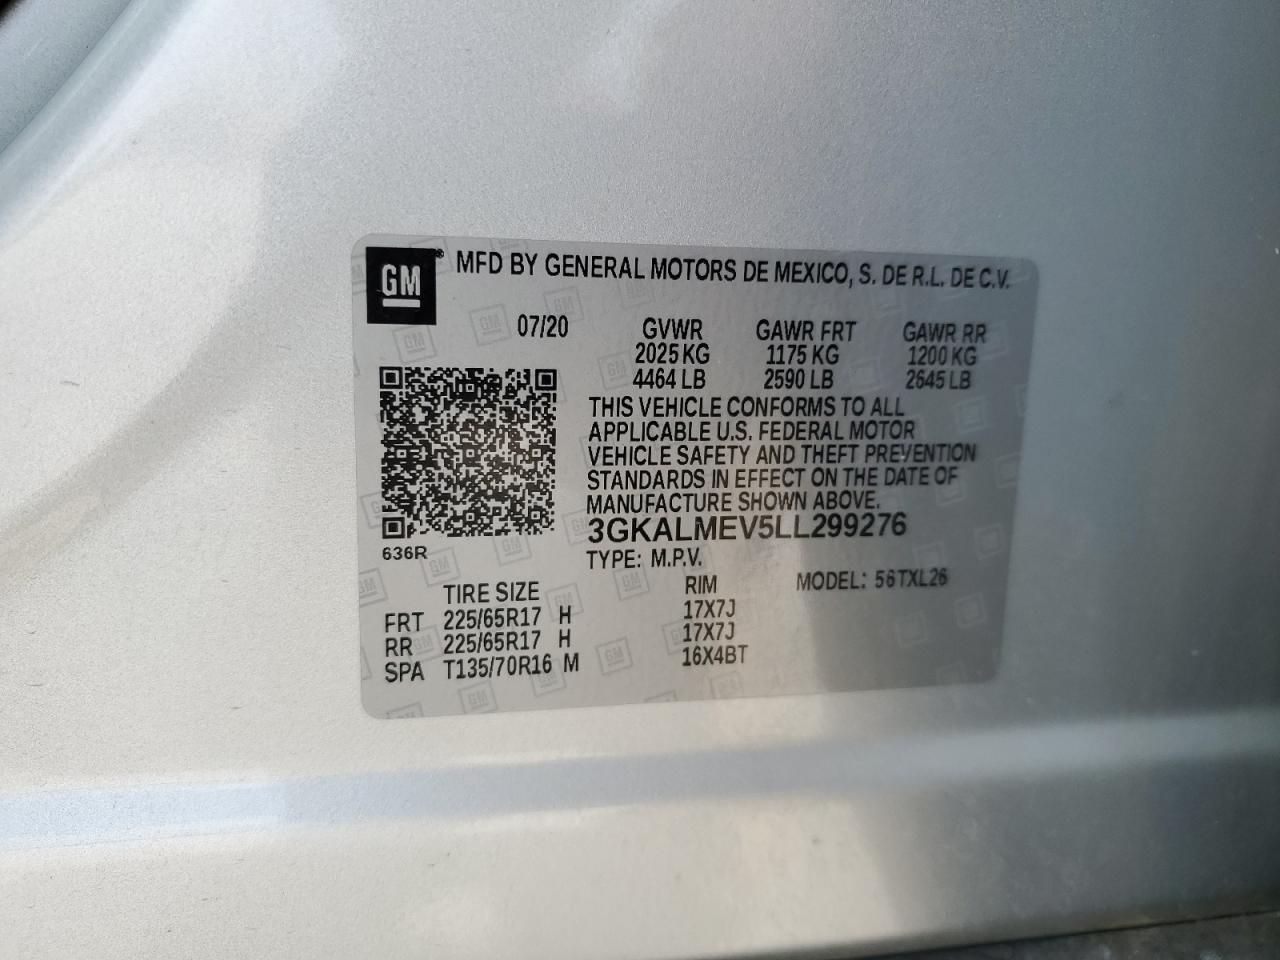 GM® MFD BY GENERAL MOTORS DE MEXICO, S. DE R.L. DE C.V.
07/20 GVWR GAWR FRT GAWR RR
2025 KG 1175 KG 1200 KG
4464 LB 2590 LB 2645 LB
THIS VEHICLE CONFORMS TO ALL
APPLICABLE U.S. FEDERAL MOTOR
VEHICLE SAFETY AND THEFT PREVENTION
STANDARDS IN EFFECT ON THE DATE OF
MANUFACTURE SHOWN ABOVE.
3GKALMEV5LL299276
636R TYPE: M.P.V.
TIRE SIZE RIM MODEL: 56TXL26
FRT 225/65R17 H 17X7J
RR 225/65R17 H 17X7J
SPA T135/70R16 M 16X4BT